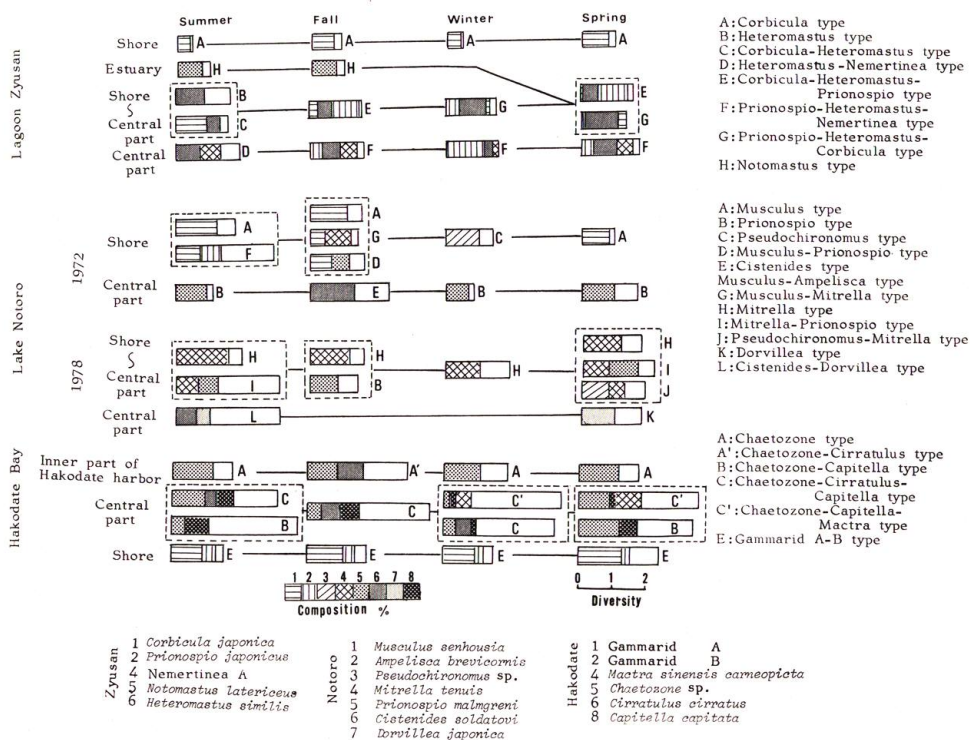 Summer Fall Winter Spring
Lagoon Zyusan
Shore A A A A
Estuary H H
Shore
Central part
B
C
E
G
E
G
Central part D F F F
A:Corbicula type
B:Heteromastus type
C:Corbicula-Heteromastus type
D:Heteromastus-Nemertinea type
E:Corbicula-Heteromastus-
Prionospio type
F:Prionospio-Heteromastus-
Nemertinea type
G:Prionospio-Heteromastus-
Corbicula type
H:Notomastus type
Lake Notoro
1972
Shore
A
F
A
G
D
C
A
Central part B E B B
1978
Shore
Central part
H
I
H
B
H
H
I
J
Central part L K
A:Musculus type
B:Prionospio type
C:Pseudochironomus type
D:Musculus-Prionospio type
E:Cistenides type
Musculus-Ampelisca type
G:Musculus-Mitrella type
H:Mitrella type
I:Mitrella-Prionospio type
J:Pseudochironomus-Mitrella type
K:Dorvillea type
L:Cistenides-Dorvillea type
Hakodate Bay
Inner part of
Hakodate harbor
A A' A A
Central part
C
B
C
C'
C
C'
B
Shore E E E E
A:Chaetozone type
A':Chaetozone-Cirratulus type
B:Chaetozone-Capitella type
C:Chaetozone-Cirratulus-
Capitella type
C':Chaetozone-Capitella-
Mactra type
E:Gammarid A-B type
1 2 3 4 5 6 7 8
Composition %
0 1 2
Diversity
Zyusan
1 Corbicula japonica
2 Prionospio japonicus
4 Nemertinea A
5 Notomastus latericeus
6 Heteromastus similis
Notoro
1 Musculus senhousia
2 Ampelisca brevicornis
3 Pseudochironomus sp.
4 Mitrella tenuis
5 Prionospio malmgreni
6 Cistenides soldatovi
7 Dorvillea japonica
Hakodate
1 Gammarid A
2 Gammarid B
4 Mactra sinensis carneopicta
5 Chaetozone sp.
6 Cirratulus cirratus
8 Capitella capitata